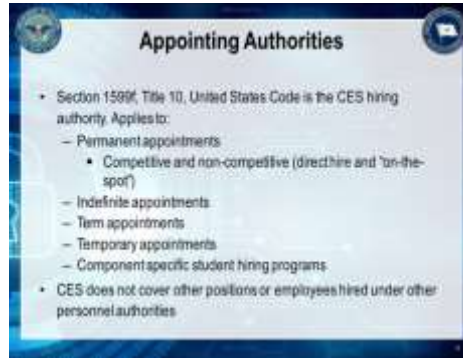 Appointing Authorities
• Section 1599f, Title 10, United States Code is the CES hiring
authority. Applies to:
– Permanent appointments
▪ Competitive and non-competitive (direct hire and "on-the-
spot")
– Indefinite appointments
– Term appointments
– Temporary appointments
– Component specific student hiring programs
• CES does not cover other positions or employees hired under other
personnel authorities